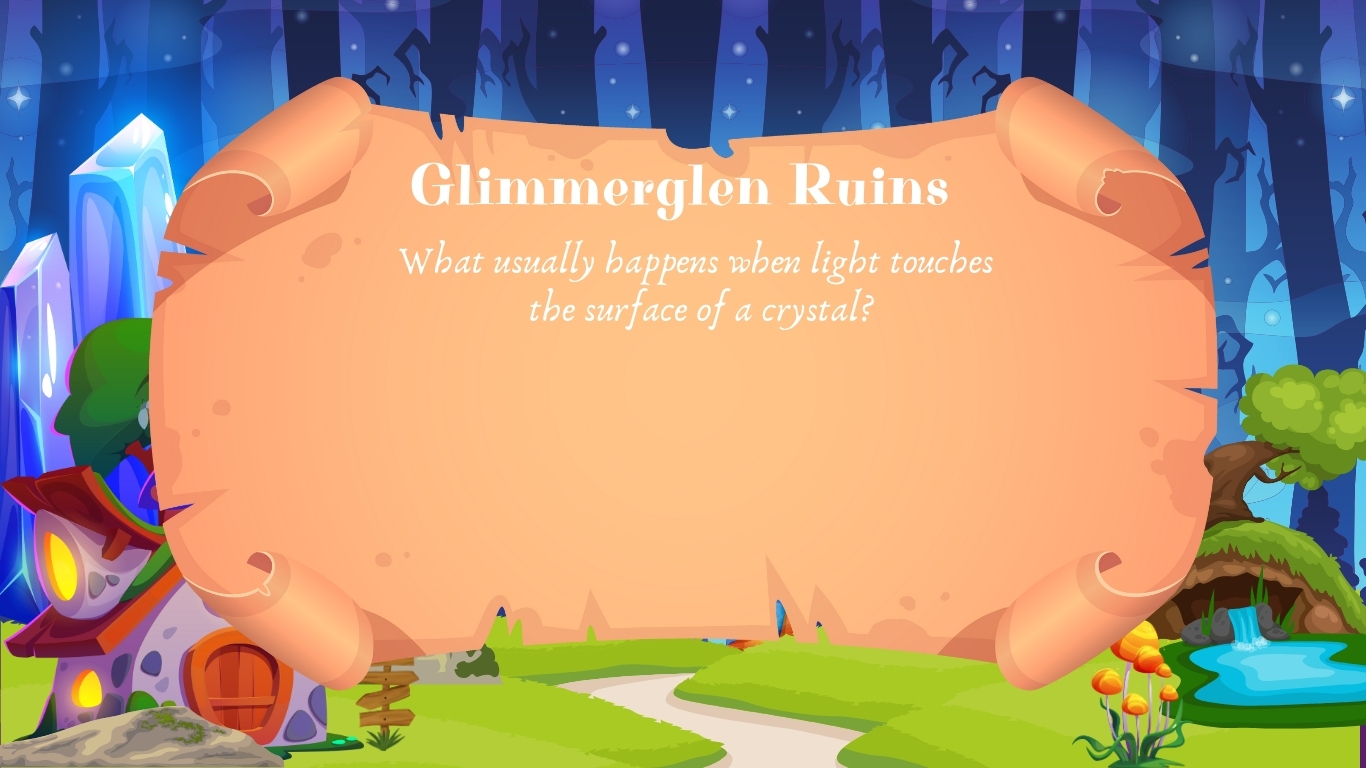 Glimmerglen Ruins
What usually happens when light touches
the surface of a crystal?